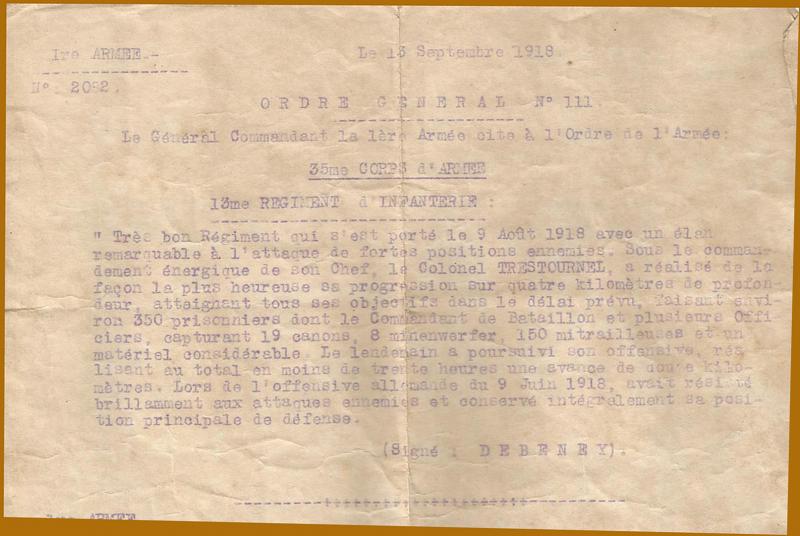 1re ARMEE.- Le 13 Septembre 1918.
N° 2082.
ORDRE GENERAL N° 111.
Le Général Commandant la 1ère Armée cite à l'Ordre de l'Armée:
35me CORPS d'ARMEE
13me REGIMENT d'INFANTERIE :
" Très bon Régiment qui s'est porté le 9 Août 1918 avec un élan
remarquable à l'attaque de fortes positions ennemies. Sous le comman-
dement énergique de son Chef, le Colonel TRESTOURNEL, a réalisé de la
façon la plus heureuse sa progression sur quatre kilomètres de profon-
deur, atteignant tous ses objectifs dans le délai prévu, faisant envi-
ron 350 prisonniers dont le Commandant de Bataillon et plusieurs Offi-
ciers, capturant 19 canons, 8 minenwerfer, 150 mitrailleuses et un
matériel considérable. Le lendemain a poursuivi son offensive, réa-
lisant au total en moins de trente heures une avance de douze kilo-
mètres. Lors de l'offensive allemande du 9 Juin 1918, avait résisté
brillamment aux attaques ennemies et conservé intégralement sa posi-
tion principale de défense.
(Signé : DEBENEY).
ARMEE